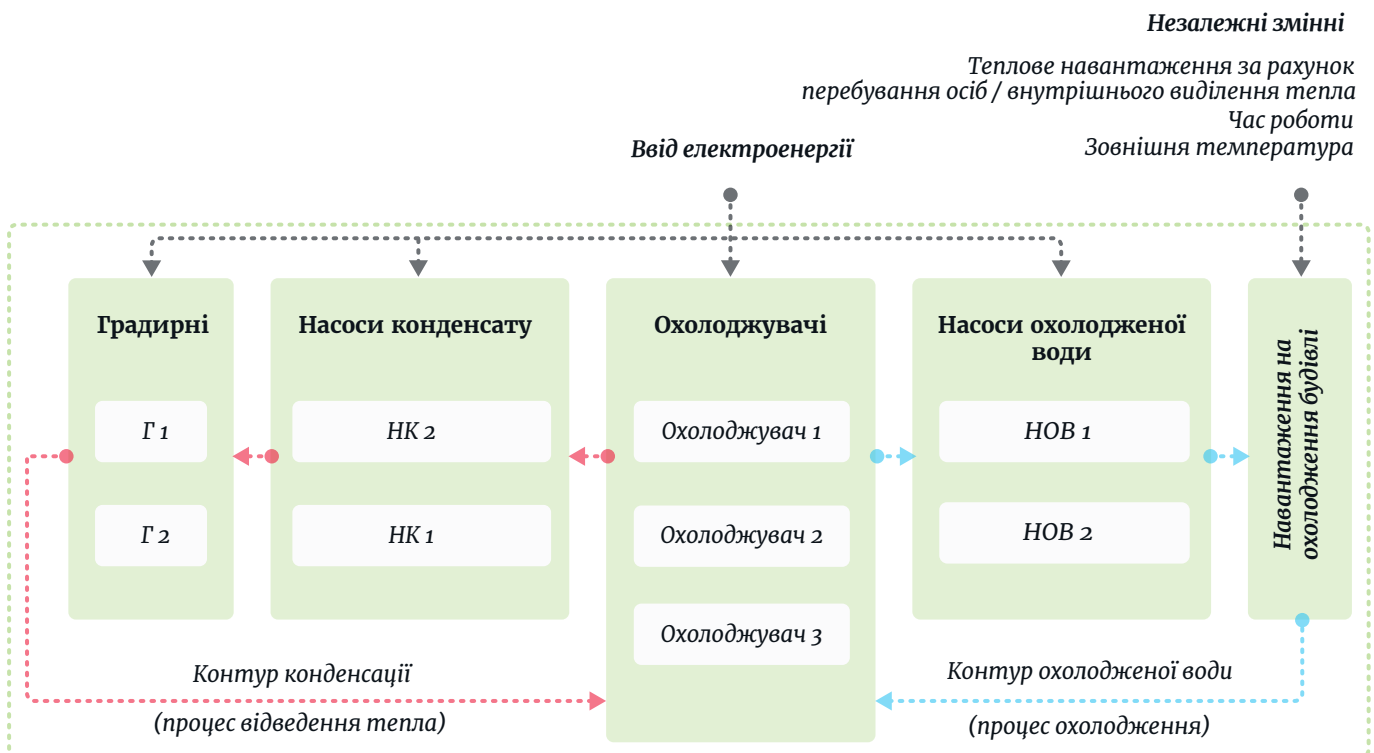 Незалежні змінні
Теплове навантаження за рахунок
перебування осіб / внутрішнього виділення тепла
Час роботи
Зовнішня температура
Ввід електроенергії
Градирні
Г 1
Г 2
Насоси конденсату
НК 2
НК 1
Охолоджувачі
Охолоджувач 1
Охолоджувач 2
Охолоджувач 3
Насоси охолодженої
води
НОВ 1
НОВ 2
Навантаження на
охолодження будівлі
Контур конденсації
(процес відведення тепла)
Контур охолодженої води
(процес охолодження)